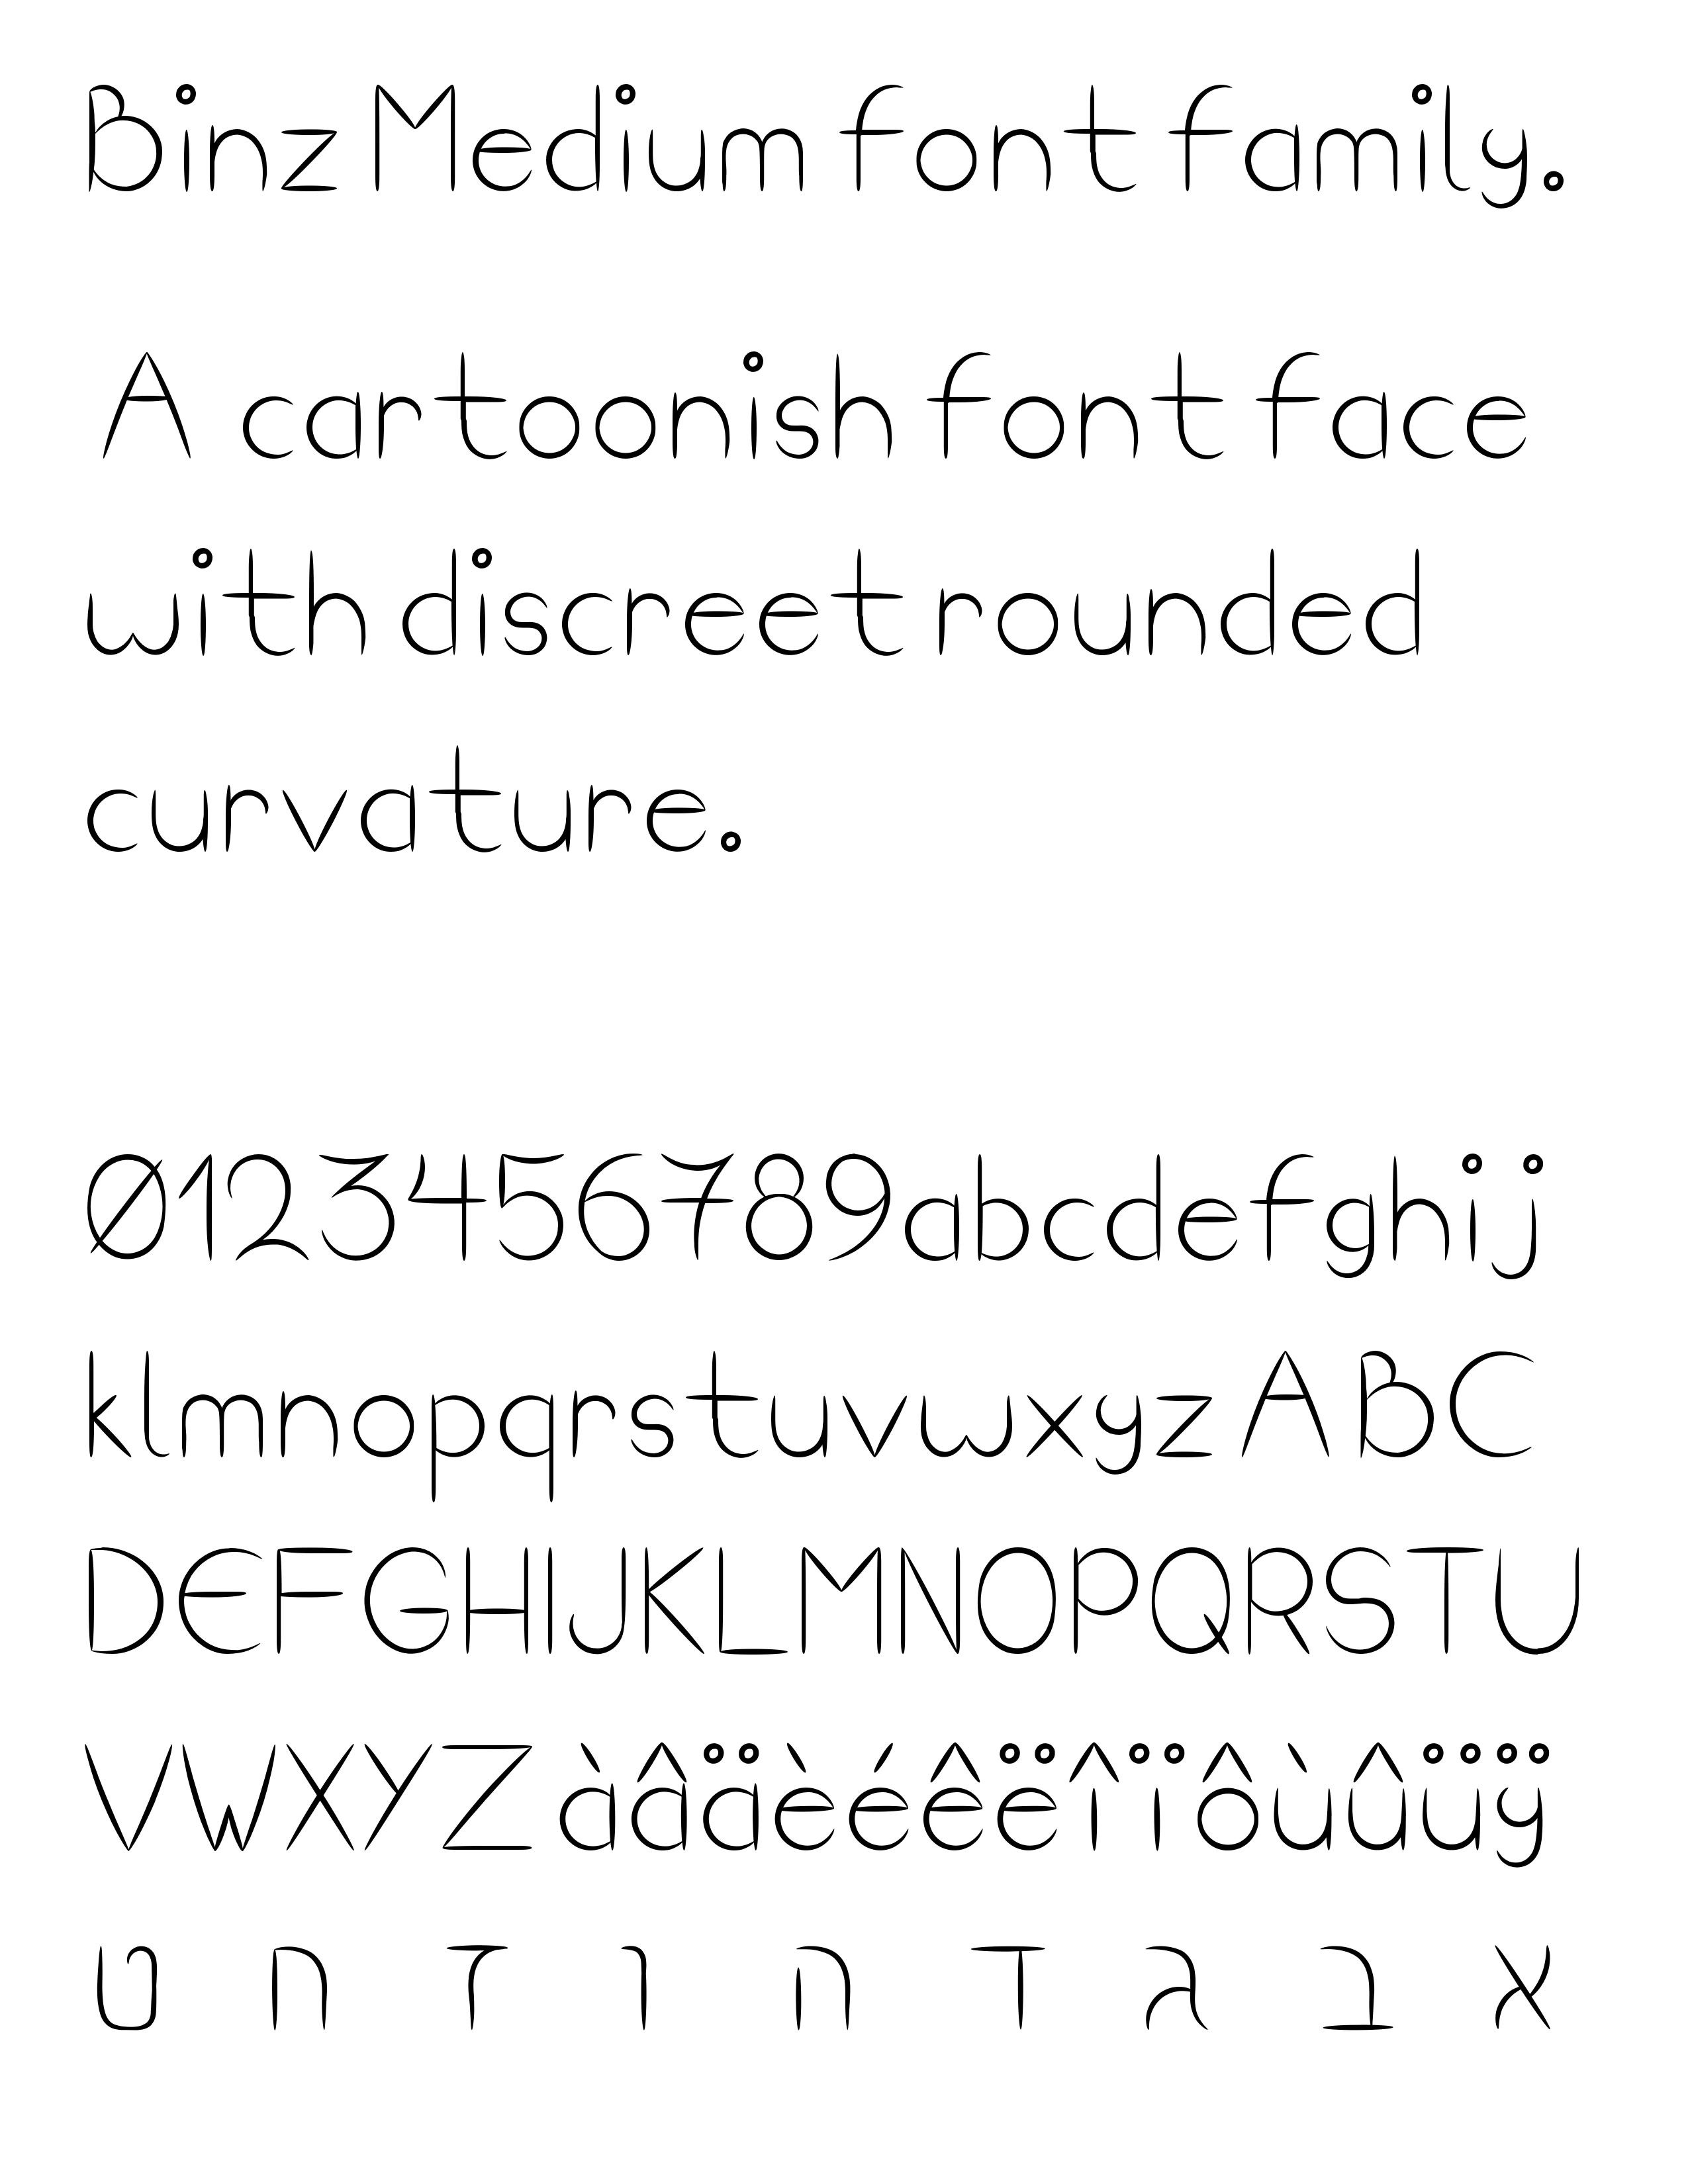 Binz Medium font family.
A cartoonish font face
with discreet rounded
curvature.
0123456789abcdefghij
klmnopqrstuvwxyzABC
DEFGHIJKLMNOPQRSTU
VWXYZàâäèéêëîïôùûüÿ
א ב ג ד ה ו ז ח ט